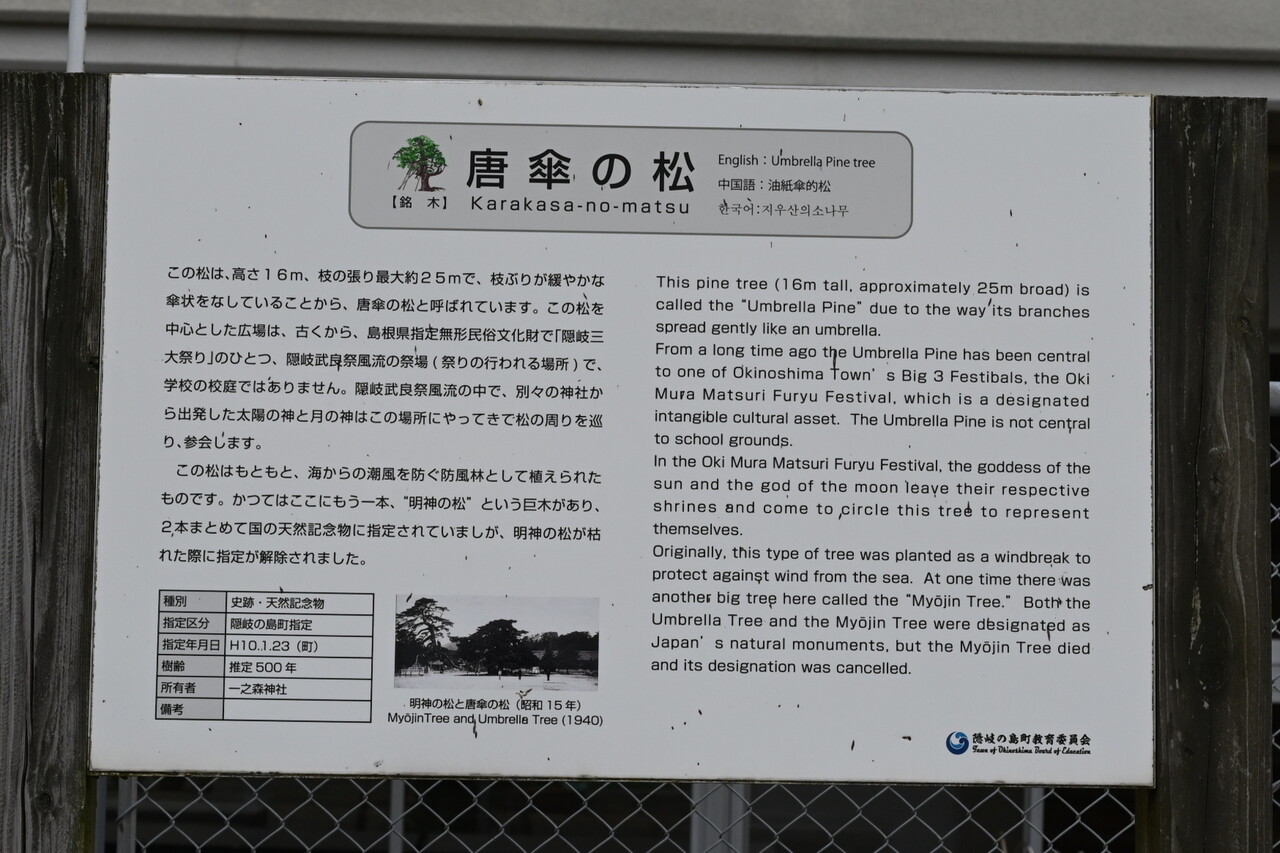 唐傘の松
【銘 木】 Karakasa-no-matsu
English：Umbrella Pine tree
中国語：油紙傘的松
한국어:지우산의소나무
この松は、高さ１６ｍ、枝の張り最大約２５ｍで、枝ぶりが緩やかな
傘状をなしていることから、唐傘の松と呼ばれています。この松を
中心とした広場は、古くから、島根県指定無形民俗文化財で「隠岐三
大祭り」のひとつ、隠岐武良祭風流の祭場(祭りの行われる場所)で、
学校の校庭ではありません。隠岐武良祭風流の中で、別々の神社か
ら出発した太陽の神と月の神はこの場所にやってきで松の周りを巡
り、参会します。
この松はもともと、海からの潮風を防ぐ防風林として植えられた
ものです。かつてはここにもう一本、“明神の松”という巨木があり、
２本まとめて国の天然記念物に指定されていましが、明神の松が枯
れた際に指定が解除されました。
種別 史跡・天然記念物
指定区分 隠岐の島町指定
指定年月日 H10.1.23（町）
樹齢 推定500年
所有者 一之森神社
備考
明神の松と唐傘の松（昭和15年）
MyōjinTree and Umbrella Tree (1940)
This pine tree (16m tall, approximately 25m broad) is
called the “Umbrella Pine” due to the way its branches
spread gently like an umbrella.
From a long time ago the Umbrella Pine has been central
to one of Okinoshima Town’s Big 3 Festibals, the Oki
Mura Matsuri Furyu Festival, which is a designated
intangible cultural asset. The Umbrella Pine is not central
to school grounds.
In the Oki Mura Matsuri Furyu Festival, the goddess of the
sun and the god of the moon leave their respective
shrines and come to circle this tree to represent
themselves.
Originally, this type of tree was planted as a windbreak to
protect against wind from the sea. At one time there was
another big tree here called the “Myōjin Tree.” Both the
Umbrella Tree and the Myōjin Tree were designated as
Japan’s natural monuments, but the Myōjin Tree died
and its designation was cancelled.
隠岐の島町教育委員会
Town of Okinoshima Board of Education